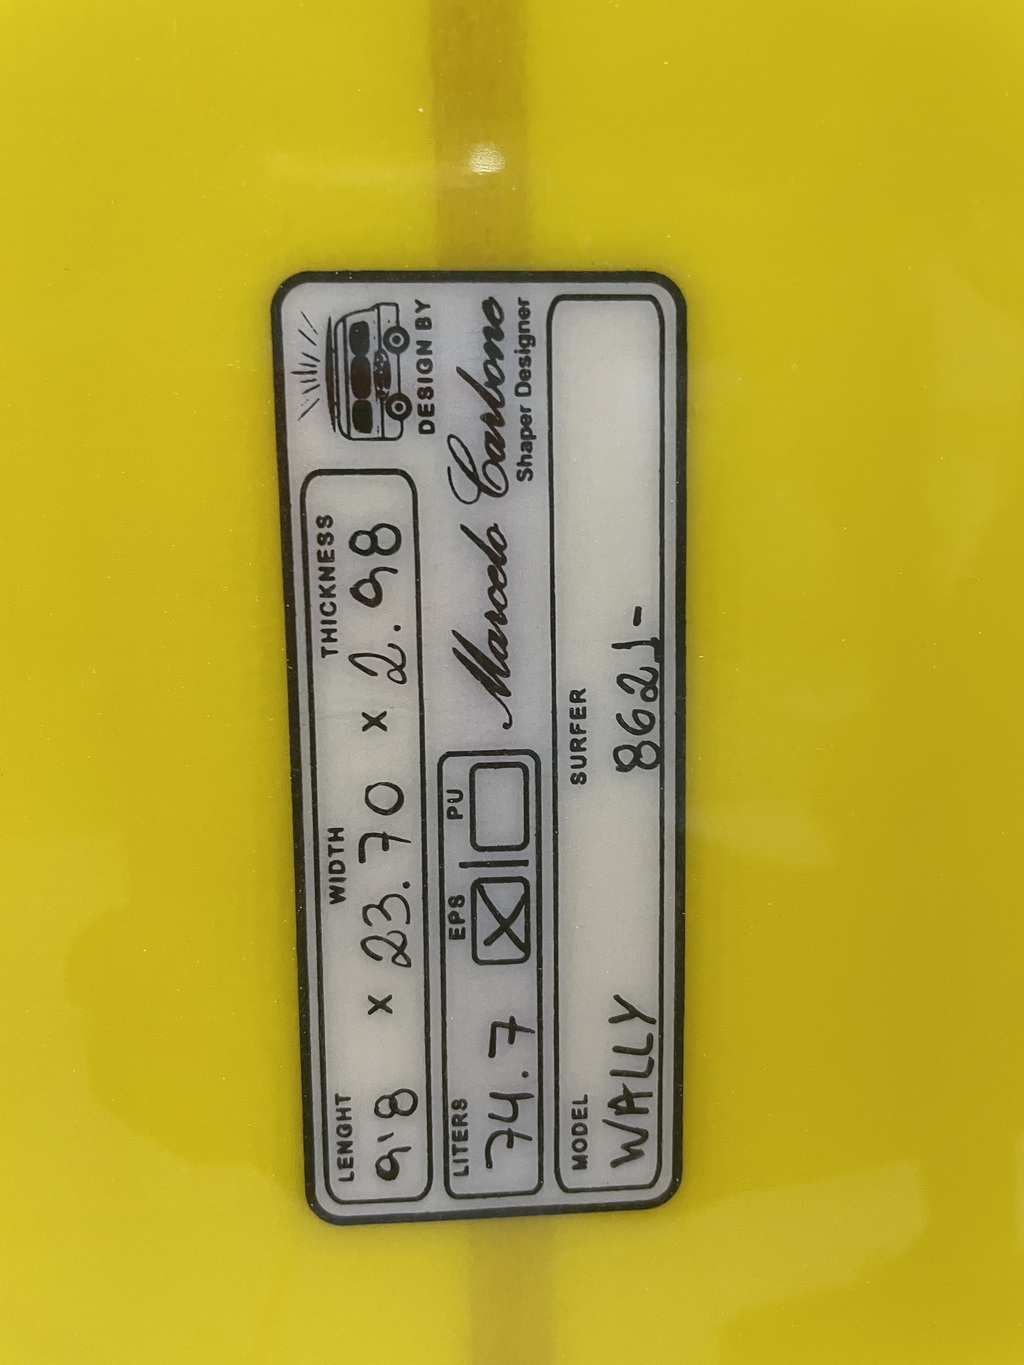 LENGHT WIDTH THICKNESS
9'8 x 23.70 x 2.98
DESIGN BY
LITERS EPS PU
74.7
Marcelo Carbone
Shaper Designer
MODEL SURFER
WALLY 8621-